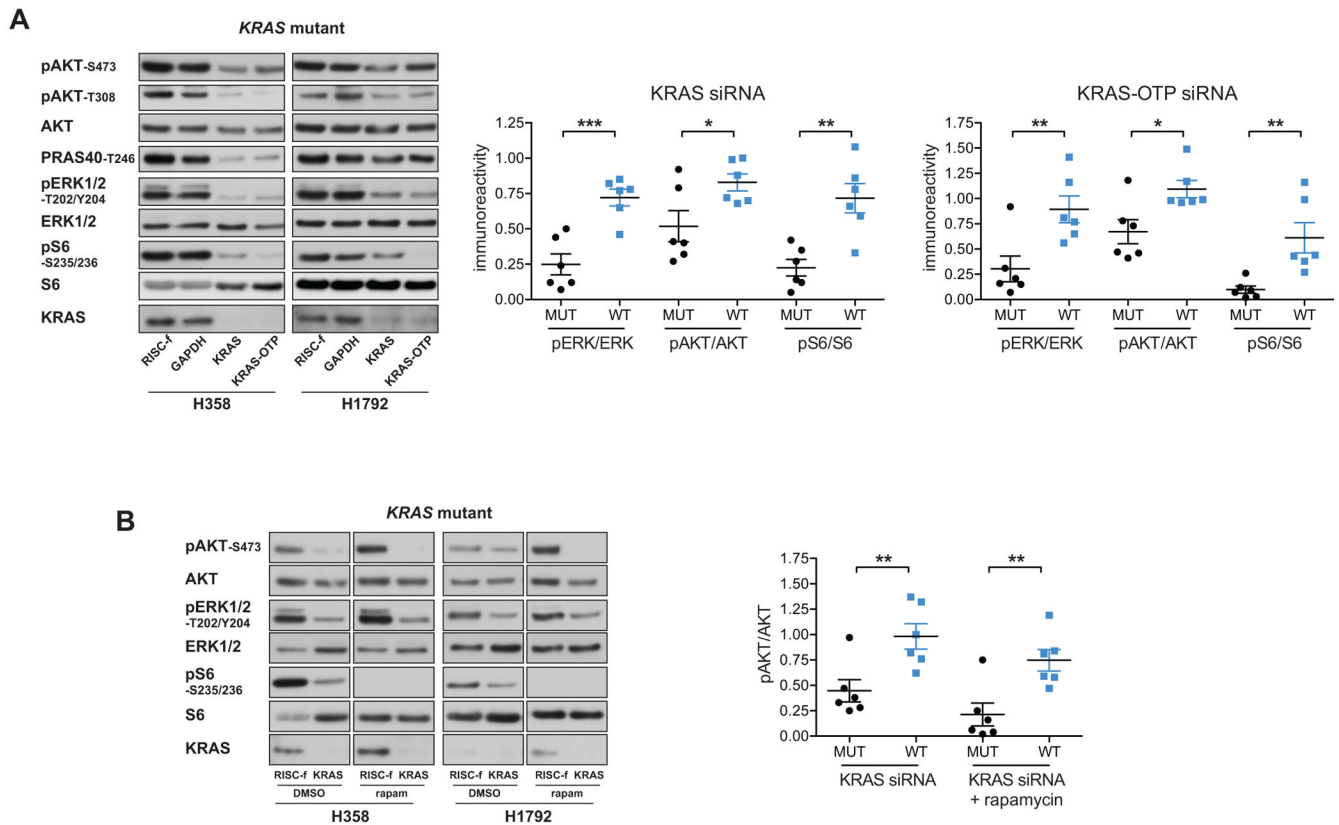 A
KRAS mutant
pAKT-S473
pAKT-T308
AKT
PRAS40-T246
pERK1/2
-T202/Y204
ERK1/2
pS6
-S235/236
S6
KRAS
RISC-f GAPDH KRAS KRAS-OTP RISC-f GAPDH KRAS KRAS-OTP
H358 H1792
KRAS siRNA
immunoreactivity
1.25
1.00
0.75
0.50
0.25
0.00
*** * **
MUT WT MUT WT MUT WT
pERK/ERK pAKT/AKT pS6/S6
KRAS-OTP siRNA
immunoreactivity
1.75
1.50
1.25
1.00
0.75
0.50
0.25
0.00
** * **
MUT WT MUT WT MUT WT
pERK/ERK pAKT/AKT pS6/S6
B
KRAS mutant
pAKT-S473
AKT
pERK1/2
-T202/Y204
ERK1/2
pS6
-S235/236
S6
KRAS
RISC-f KRAS RISC-f KRAS RISC-f KRAS RISC-f KRAS
DMSO rapam DMSO rapam
H358 H1792
pAKT/AKT
1.75
1.50
1.25
1.00
0.75
0.50
0.25
0.00
** **
MUT WT MUT WT
KRAS siRNA KRAS siRNA
+ rapamycin